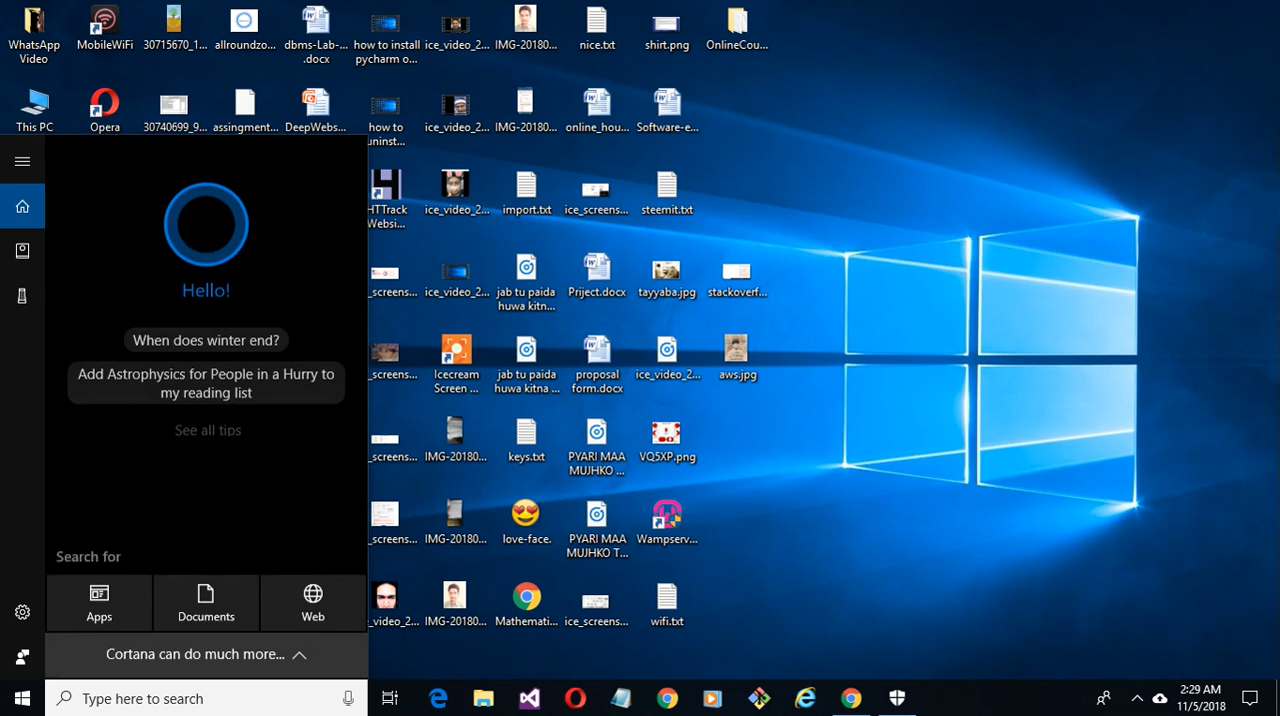 WhatsApp
Video
MobileWiFi
30715670_1...
allroundzo...
dbms-Lab-...
.docx
how to install
pycharm o...
ice_video_2...
IMG-20180...
nice.txt
shirt.png
OnlineCou...
This PC
Opera
30740699_9...
assingment...
DeepWebs...
how to
uninst...
ice_video_2...
IMG-20180...
online_hou...
Software-e...
HTTrack
Websi...
ice_video_2...
import.txt
ice_screens...
steemit.txt
_screens...
ice_video_2...
jab tu paida
huwa kitn...
Priject.docx
tayyaba.jpg
stackoverf...
_screens...
Icecream
Screen ...
jab tu paida
huwa kitna ...
proposal
form.docx
ice_video_2...
aws.jpg
_screens...
IMG-20180...
keys.txt
PYARI MAA
MUJHKO ...
VQ5XP.png
_screens...
IMG-20180...
love-face.
PYARI MAA
MUJHKO T...
Wampserv...
_video_2...
IMG-20180...
Mathemati...
ice_screens...
wifi.txt
Hello!
When does winter end?
Add Astrophysics for People in a Hurry to
my reading list
See all tips
Search for
Apps
Documents
Web
Cortana can do much more...
Type here to search
2:29 AM
11/5/2018